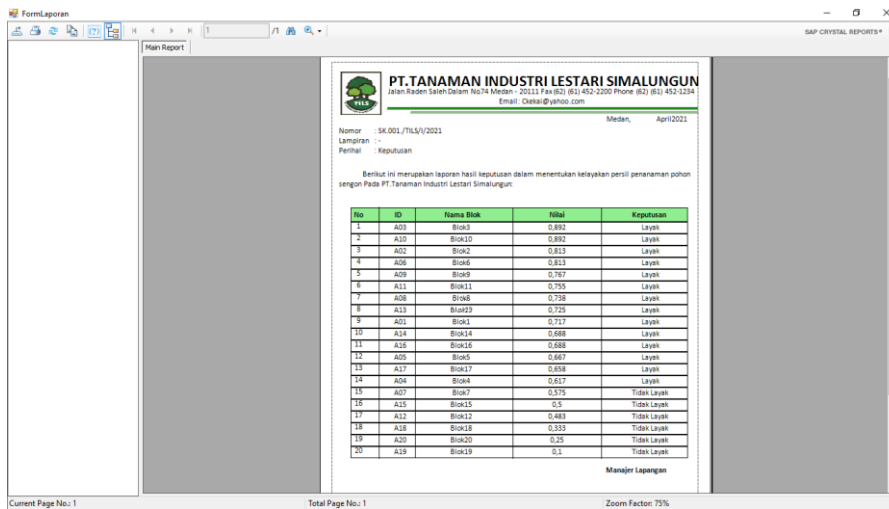 FormLaporan
1
/1
SAP CRYSTAL REPORTS®
Main Report
TILS
PT.TANAMAN INDUSTRI LESTARI SIMALUNGUN
Jalan.Raden Saleh Dalam No.74 Medan - 20111 Fax (62) (61) 452-2200 Phone (62) (61) 452-1234
Email : Ckekal@yahoo.com
Medan, April2021
Nomor : SK.001./TILS/I/2021
Lampiran : -
Perihal : Keputusan
Berikut ini merupakan laporan hasil keputusan dalam menentukan kelayakan persil penanaman pohon
sengon Pada PT.Tanaman Industri Lestari Simalungun:
No ID Nama Blok Nilai Keputusan
1 A03 Blok3 0,892 Layak
2 A10 Blok10 0,892 Layak
3 A02 Blok2 0,813 Layak
4 A06 Blok6 0,813 Layak
5 A09 Blok9 0,767 Layak
6 A11 Blok11 0,755 Layak
7 A08 Blok8 0,738 Layak
8 A13 Blok13 0,725 Layak
9 A01 Blok1 0,717 Layak
10 A14 Blok14 0,688 Layak
11 A16 Blok16 0,688 Layak
12 A05 Blok5 0,667 Layak
13 A17 Blok17 0,658 Layak
14 A04 Blok4 0,617 Layak
15 A07 Blok7 0,575 Tidak Layak
16 A15 Blok15 0,5 Tidak Layak
17 A12 Blok12 0,483 Tidak Layak
18 A18 Blok18 0,333 Tidak Layak
19 A20 Blok20 0,25 Tidak Layak
20 A19 Blok19 0,1 Tidak Layak
Manajer Lapangan
Current Page No.: 1 Total Page No.: 1 Zoom Factor: 75%